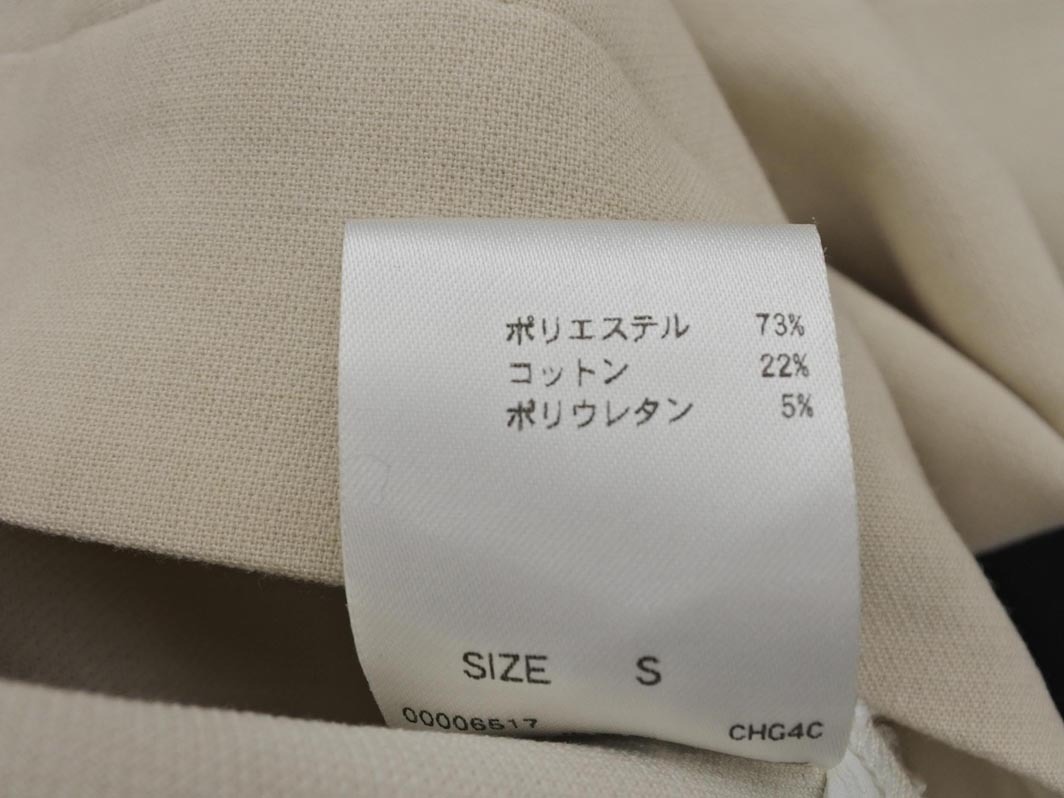 ポリエステル 73%
コットン 22%
ポリウレタン 5%
SIZE S
CHG4C